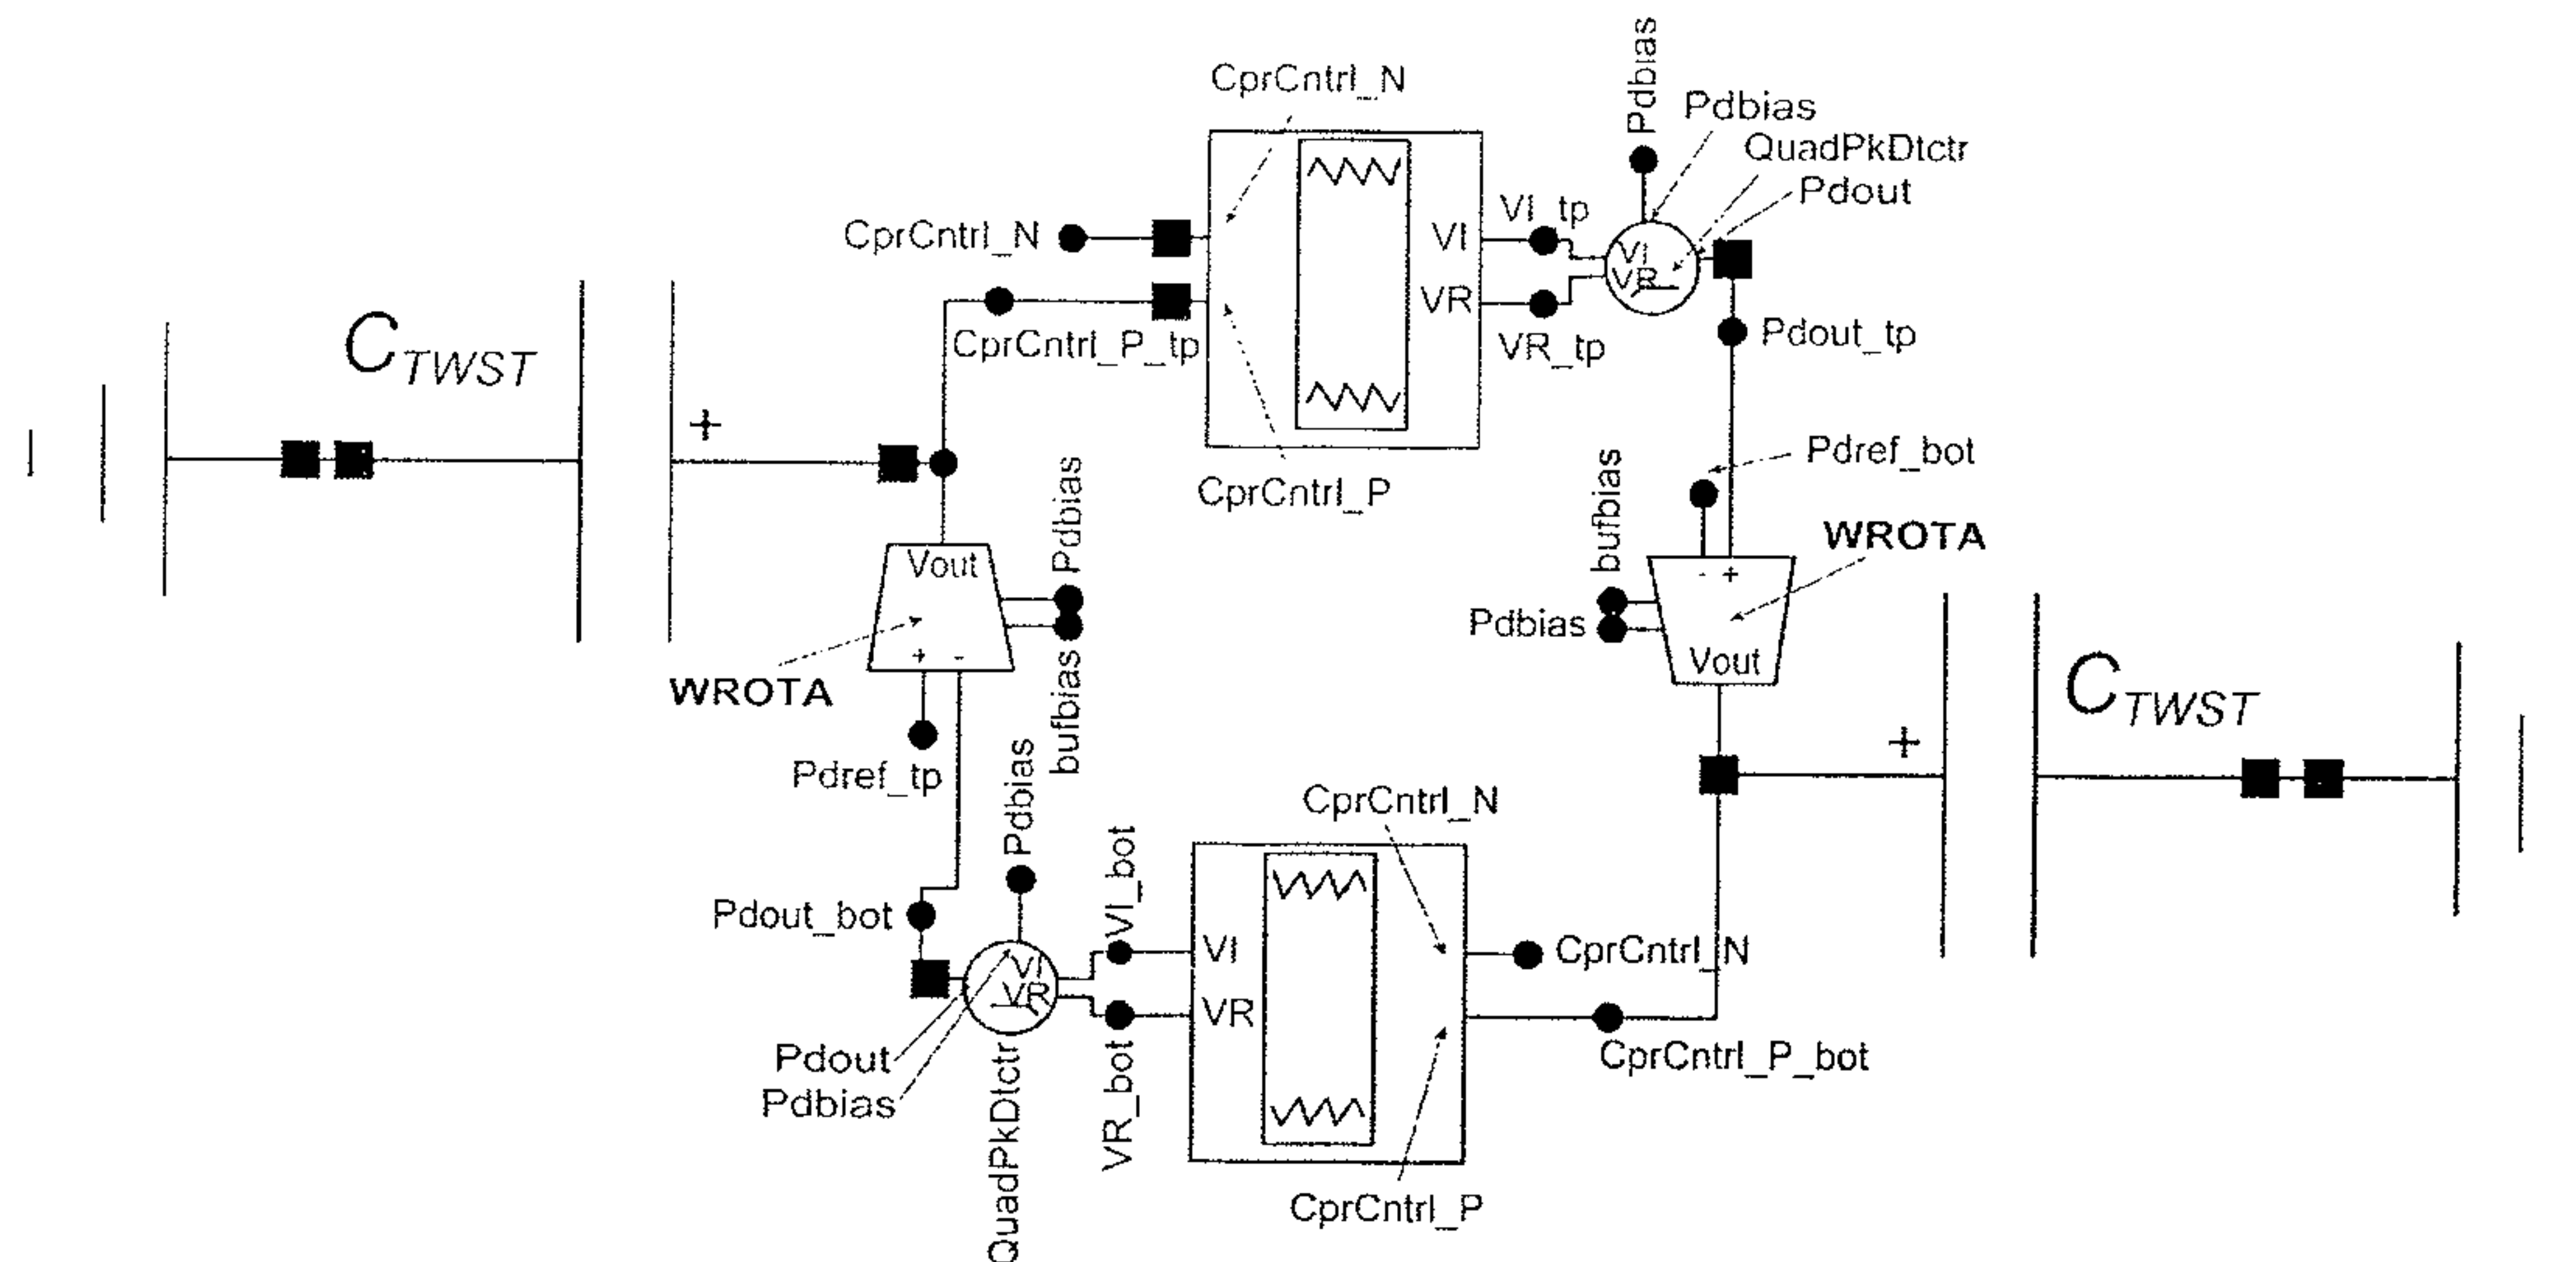 Pdbias
CprCntrl_N
Pdbias
QuadPkDtctr
Pdout
CprCntrl_N
VI
VI_tp
VI
VR
VR
VR_tp
CprCntrl_P_tp
Pdout_tp
CTWST
+
CprCntrl_P
Pdbias
bufbias
Pdref_bot
WROTA
- +
Vout
Pdbias
Vout
+ -
WROTA
bufbias
Pdref_tp
+
CTWST
Pdbias
CprCntrl_N
VI_bot
Pdout_bot
VI
VR
VI
VR
CprCntrl_N
CprCntrl_P_bot
Pdout
Pdbias
QuadPkDtctr
VR_bot
CprCntrl_P